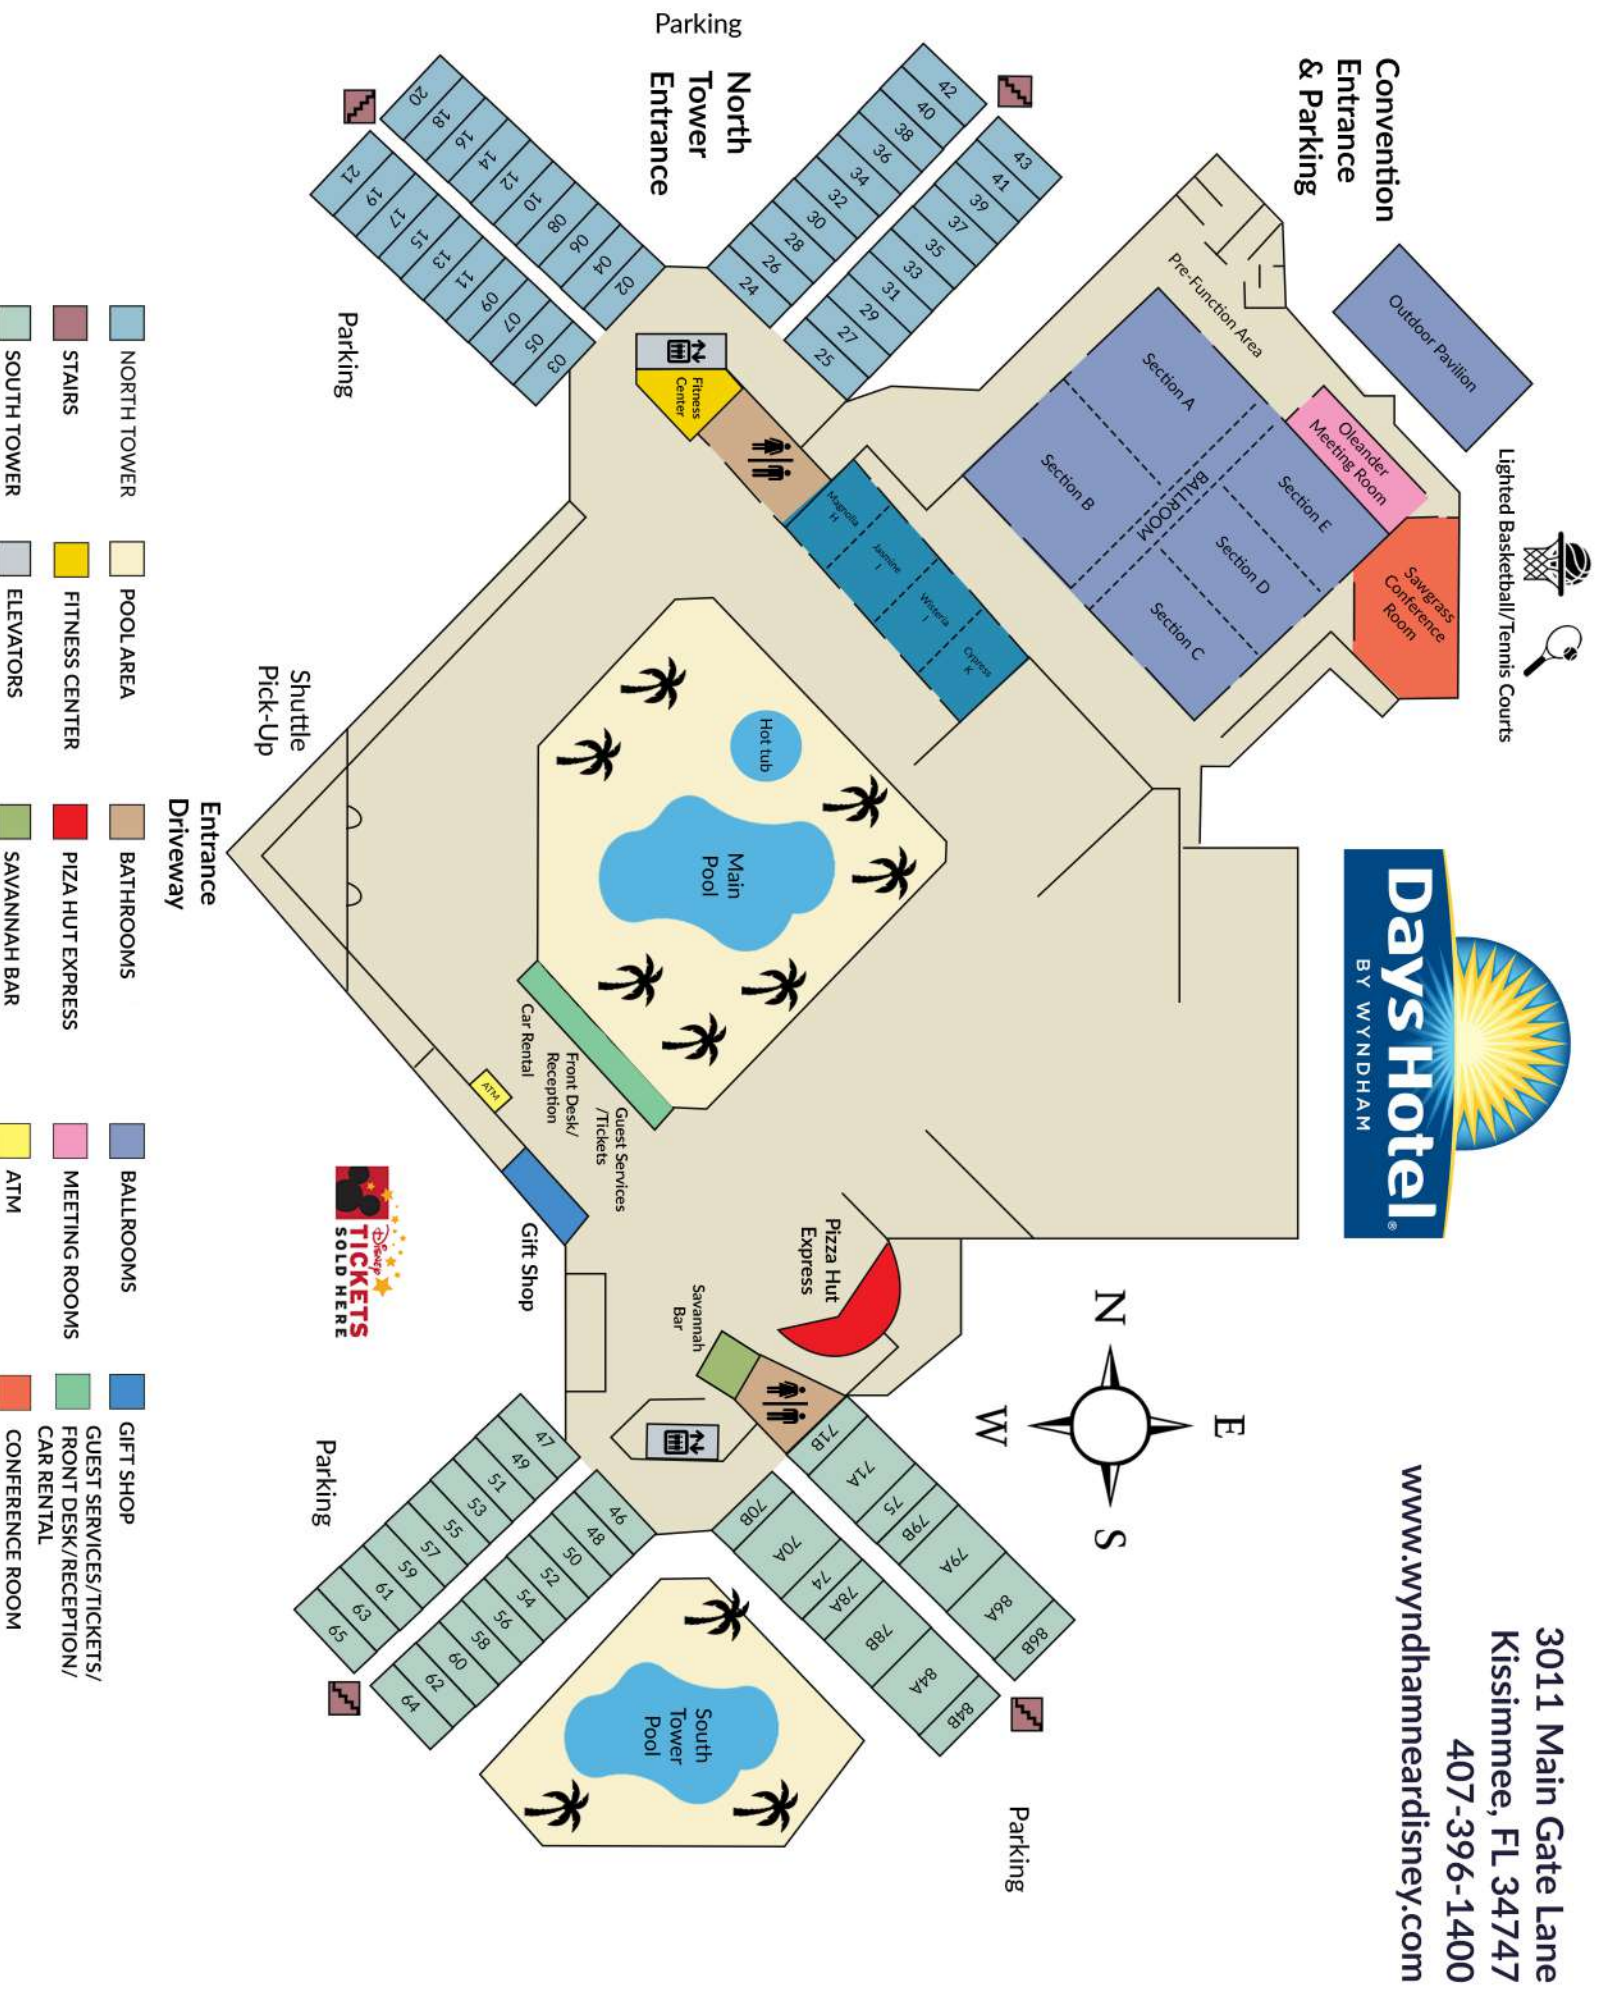 Days Hotel®
BY WYNDHAM
3011 Main Gate Lane
Kissimmee, FL 34747
407-396-1400
www.wyndhamneardisney.com
N
E
W
S
Lighted Basketball/Tennis Courts
Convention
Entrance
& Parking
Outdoor Pavilion
Pre-Function Area
Oleander
Meeting Room
Sawgrass
Conference
Room
Section A
Section B
BALLROOM
Section E
Section D
Section C
Magnolia
H
Jasmine
I
Wisteria
J
Cypress
K
Parking
North
Tower
Entrance
42
40
38
36
34
32
30
28
26
24
43
41
39
37
35
33
31
29
27
25
20
18
16
14
12
10
08
06
04
02
21
19
17
15
13
11
09
07
05
03
Fitness
Center
Parking
Hot tub
Main
Pool
Shuttle
Pick-Up
Entrance
Driveway
Car Rental
Front Desk/
Reception
Guest Services
/Tickets
ATM
Gift Shop
Disney
TICKETS
SOLD HERE
Pizza Hut
Express
Savannah
Bar
71B
71A
75
79B
79A
86A
86B
70B
70A
74
78A
78B
84A
84B
47
49
51
53
55
57
59
61
63
65
46
48
50
52
54
56
58
60
62
64
Parking
South
Tower
Pool
Parking
NORTH TOWER
STAIRS
SOUTH TOWER
POOL AREA
FITNESS CENTER
ELEVATORS
BATHROOMS
PIZA HUT EXPRESS
SAVANNAH BAR
BALLROOMS
MEETING ROOMS
ATM
GIFT SHOP
GUEST SERVICES/TICKETS/
FRONT DESK/RECEPTION/
CAR RENTAL
CONFERENCE ROOM